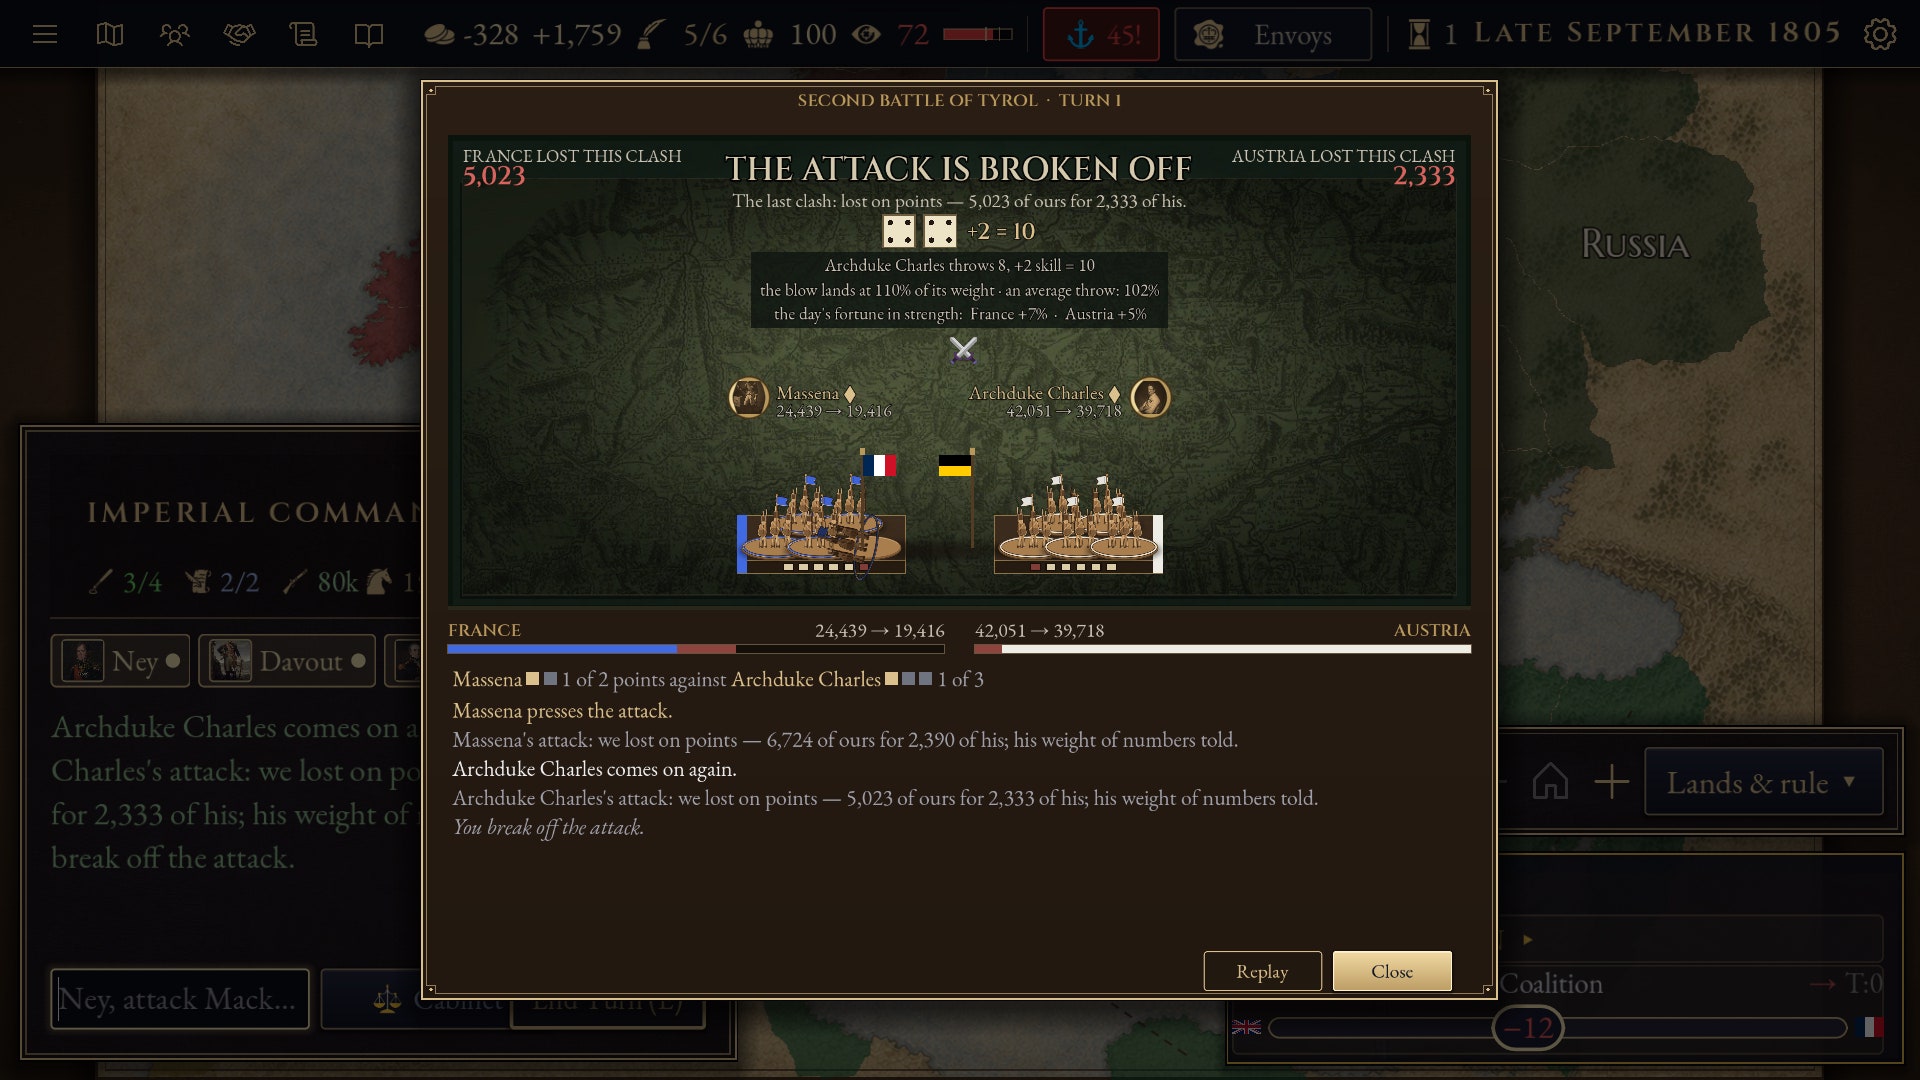 -328 +1,759 5/6 100 72 45! Envoys 1 LATE SEPTEMBER 1805
SECOND BATTLE OF TYROL · TURN 1
FRANCE LOST THIS CLASH
5,023
THE ATTACK IS BROKEN OFF
AUSTRIA LOST THIS CLASH
2,333
The last clash: lost on points — 5,023 of ours for 2,333 of his.
+2 = 10
Archduke Charles throws 8, +2 skill = 10
the blow lands at 110% of its weight · an average throw: 102%
the day's fortune in strength: France +7% · Austria +5%
Massena
24,439 → 19,416
Archduke Charles
42,051 → 39,718
FRANCE 24,439 → 19,416
42,051 → 39,718 AUSTRIA
Massena 1 of 2 points against Archduke Charles 1 of 3
Massena presses the attack.
Massena's attack: we lost on points — 6,724 of ours for 2,390 of his; his weight of numbers told.
Archduke Charles comes on again.
Archduke Charles's attack: we lost on points — 5,023 of ours for 2,333 of his; his weight of numbers told.
You break off the attack.
Replay
Close
RUSSIA
IMPERIAL COMMAN
3/4 2/2 80k
Ney
Davout
Archduke Charles comes on a
Charles's attack: we lost on po
for 2,333 of his; his weight of
break off the attack.
Ney, attack Mack...
Cabinet
End Turn (E)
Lands & rule
Coalition → T:0
−12